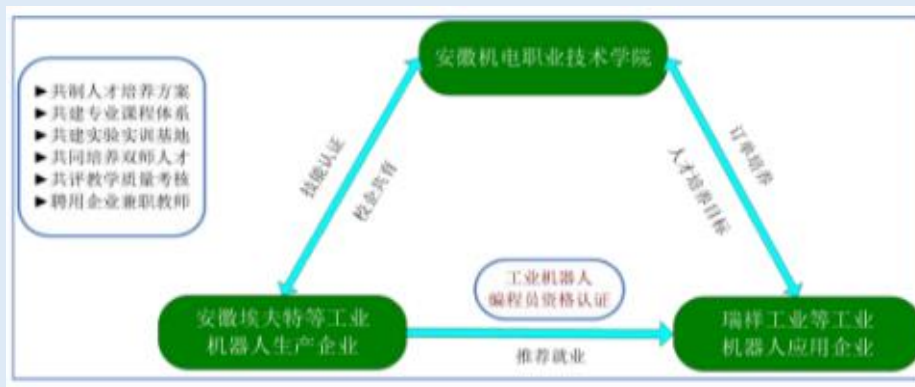 安徽机电职业技术学院
►共制人才培养方案
►共建专业课程体系
►共建实验实训基地
►共同培养双师人才
►共评教学质量考核
►聘用企业兼职教师
技能认证
校企共育
订单培养
人才培养目标
工业机器人
编程员资格认证
安徽埃夫特等工业
机器人生产企业
推荐就业
瑞祥工业等工业
机器人应用企业